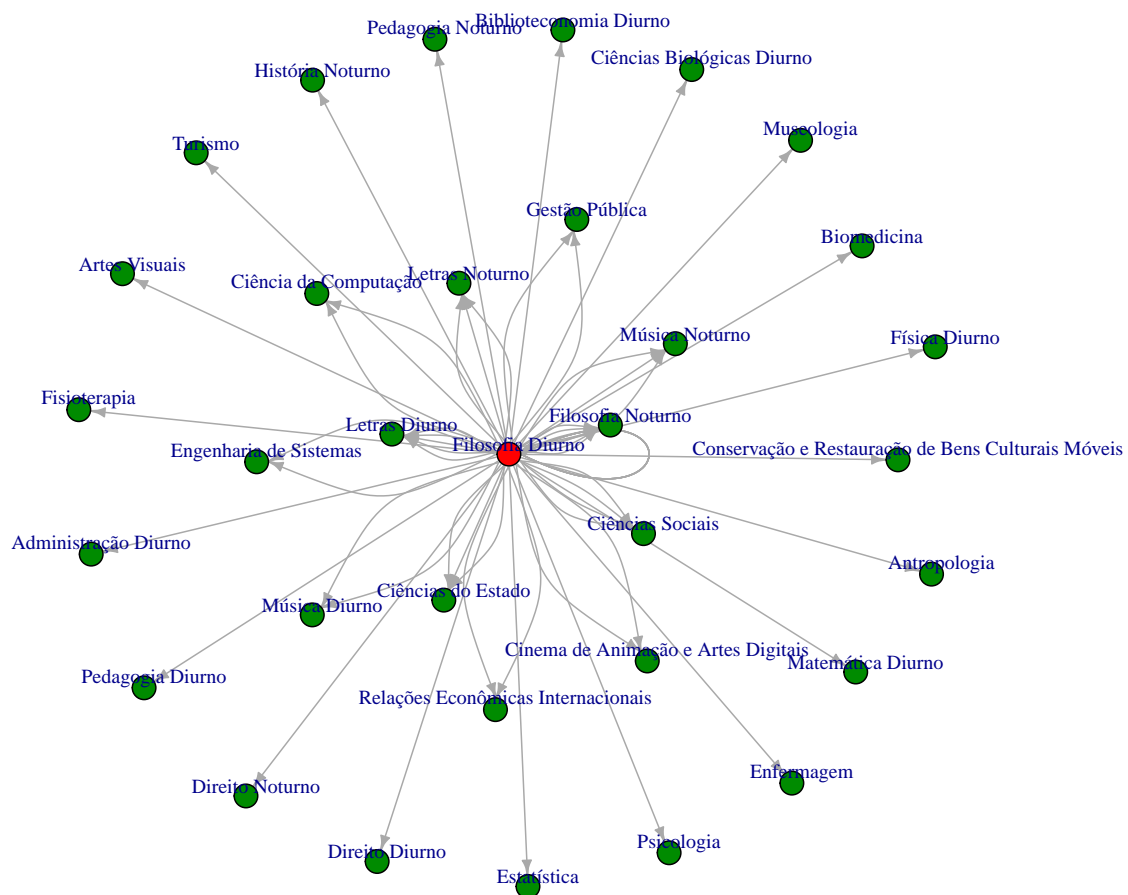 Biblioteconomia Diurno
Pedagogia Noturno
Ciências Biológicas Diurno
História Noturno
Museologia
Turismo
Gestão Pública
Biomedicina
Artes Visuais
Letras Noturno
Ciência da Computação
Música Noturno
Física Diurno
Fisioterapia
Filosofia Noturno
Letras Diurno
Filosofia Diurno
Conservação e Restauração de Bens Culturais Móveis
Engenharia de Sistemas
Ciências Sociais
Administração Diurno
Antropologia
Ciências do Estado
Música Diurno
Cinema de Animação e Artes Digitais
Matemática Diurno
Pedagogia Diurno
Relações Econômicas Internacionais
Enfermagem
Direito Noturno
Psicologia
Direito Diurno
Estatística